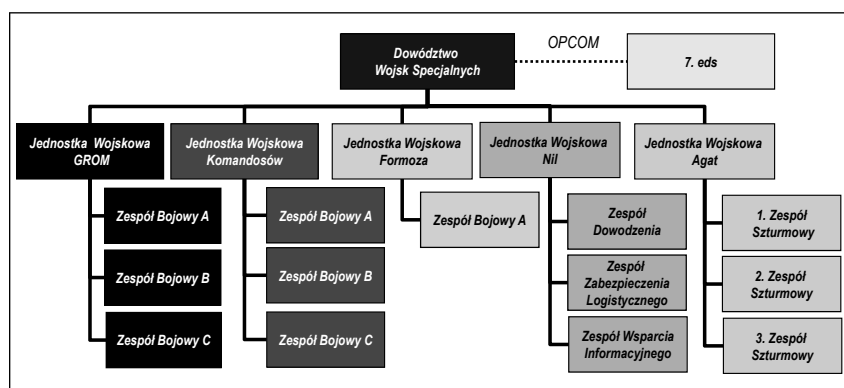 Dowództwo
Wojsk Specjalnych
OPCOM
7. eds
Jednostka Wojskowa
GROM
Jednostka Wojskowa
Komandosów
Jednostka Wojskowa
Formoza
Jednostka Wojskowa
Nil
Jednostka Wojskowa
Agat
Zespół Bojowy A
Zespół Bojowy B
Zespół Bojowy C
Zespół Bojowy A
Zespół Bojowy B
Zespół Bojowy C
Zespół Bojowy A
Zespół
Dowodzenia
Zespół
Zabezpieczenia
Logistycznego
Zespół Wsparcia
Informacyjnego
1. Zespół
Szturmowy
2. Zespół
Szturmowy
3. Zespół
Szturmowy